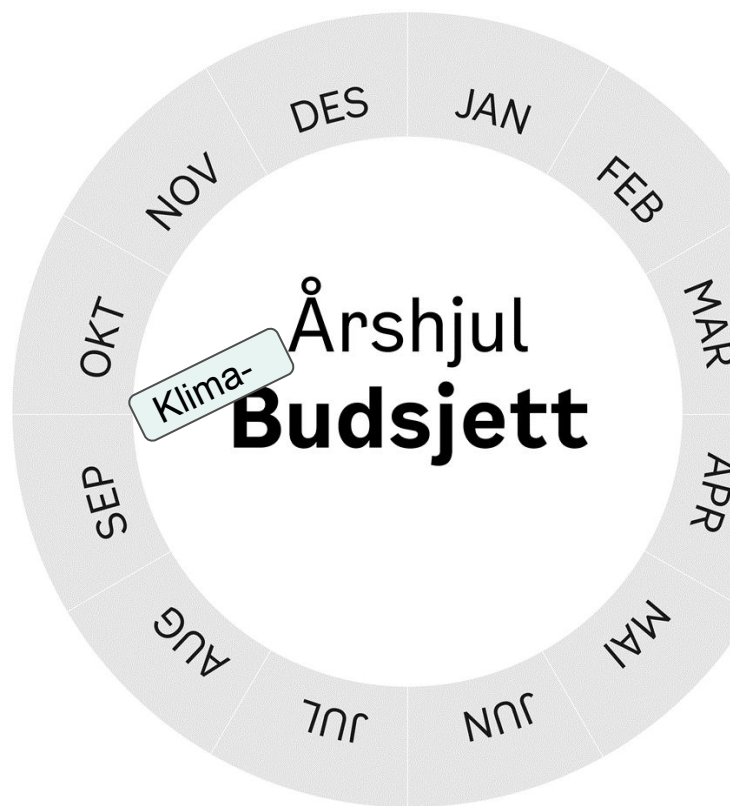 JAN
FEB
MAR
APR
MAI
JUN
JUL
AUG
SEP
OKT
NOV
DES
Årshjul
Klima-
Budsjett